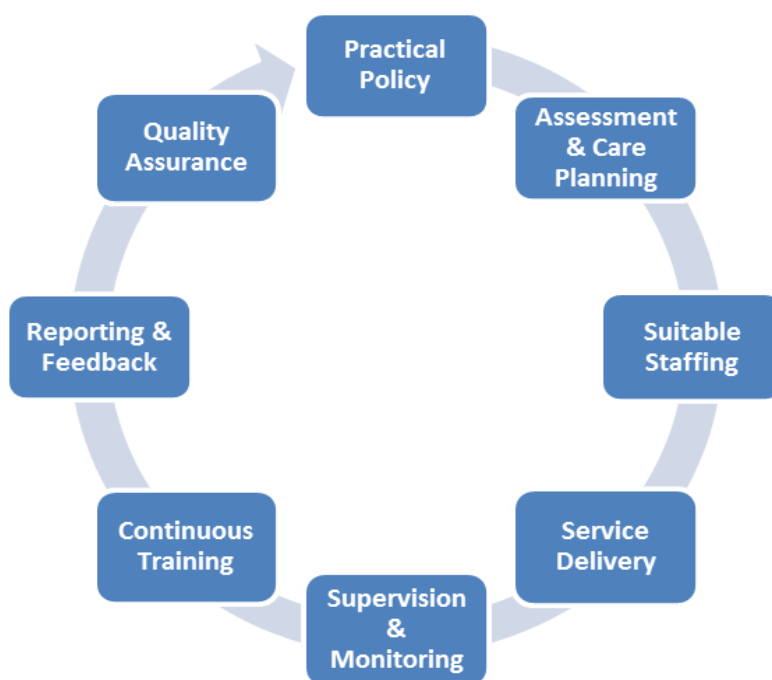 Practical
Policy
Assessment
& Care
Planning
Suitable
Staffing
Service
Delivery
Supervision
&
Monitoring
Continuous
Training
Reporting &
Feedback
Quality
Assurance